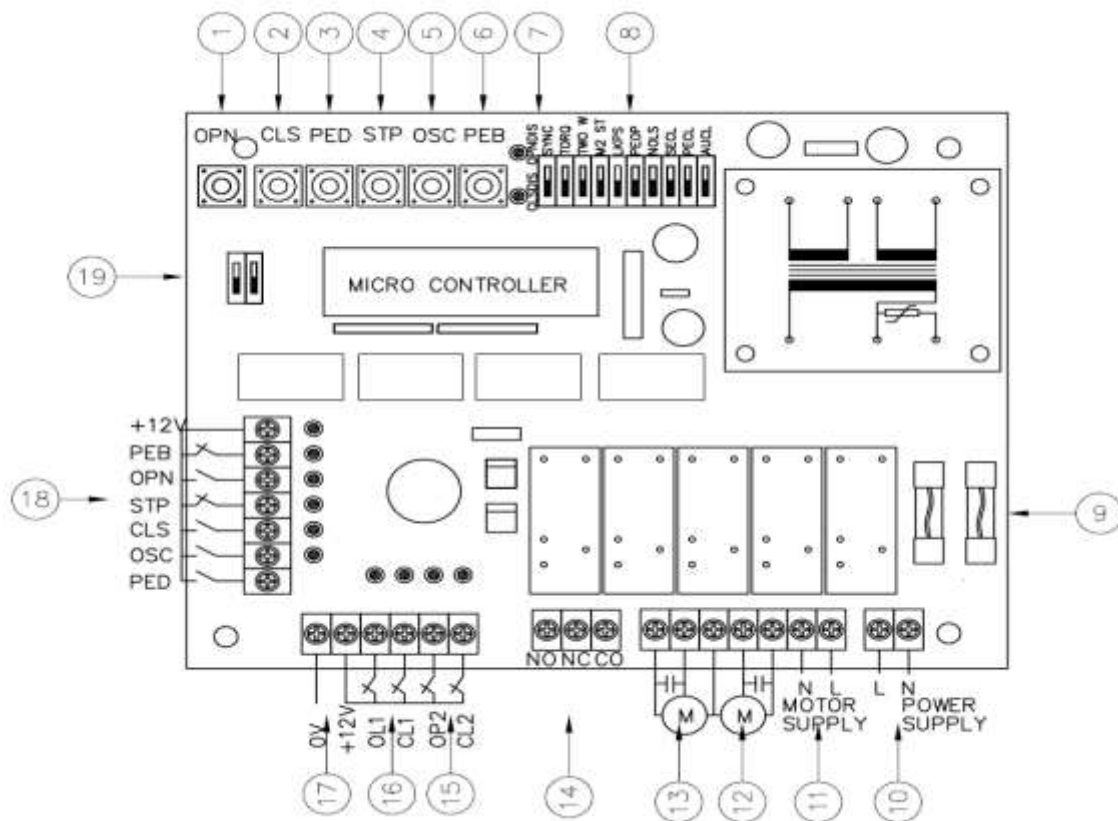 1 2 3 4 5 6 7 8
OPN CLS PED STP OSC PEB
CLSDIS OPNDIS
SYNC
TORQ
TWO W
M2 ST
LKPS
PEOP
NOLS
SECL
PECL
AUCL
19
MICRO CONTROLLER
+12V
PEB
OPN
18
STP
CLS
OSC
PED
9
NO NC CO
N L
MOTOR
SUPPLY
L N
POWER
SUPPLY
M M
0V
+12V
OL1
CL1
OP2
CL2
17 16 15 14 13 12 11 10